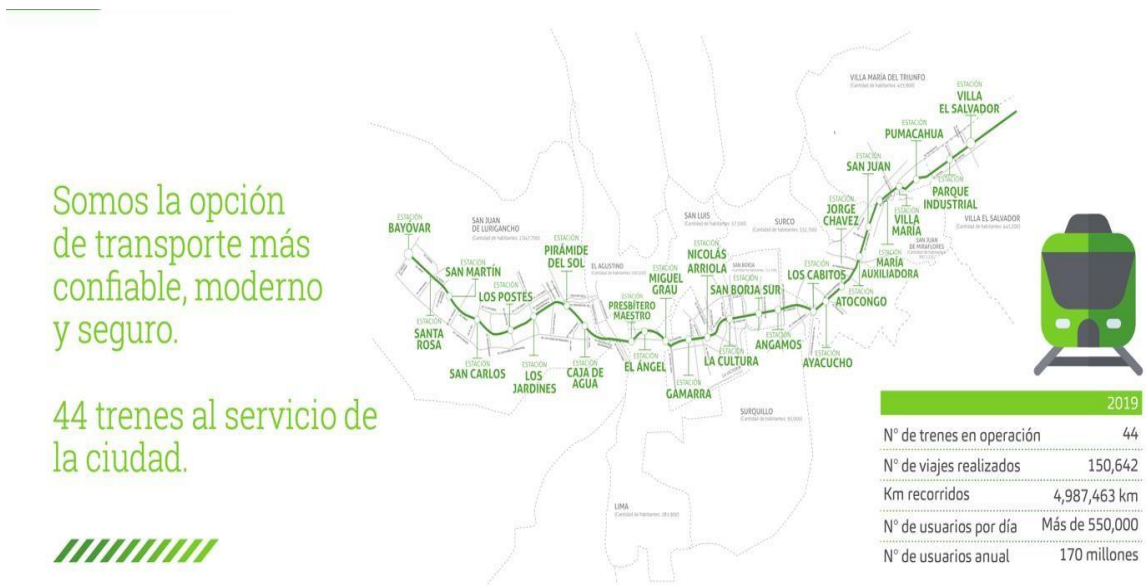 Somos la opción
de transporte más
confiable, moderno
y seguro.
44 trenes al servicio de
la ciudad.
ESTACIÓN
BAYÓVAR
ESTACIÓN
SANTA
ROSA
ESTACIÓN
SAN MARTÍN
ESTACIÓN
SAN CARLOS
ESTACIÓN
LOS POSTES
ESTACIÓN
LOS
JARDINES
ESTACIÓN
PIRÁMIDE
DEL SOL
ESTACIÓN
CAJA DE
AGUA
ESTACIÓN
PRESBÍTERO
MAESTRO
ESTACIÓN
EL ÁNGEL
ESTACIÓN
MIGUEL
GRAU
ESTACIÓN
GAMARRA
ESTACIÓN
NICOLÁS
ARRIOLA
ESTACIÓN
LA CULTURA
ESTACIÓN
SAN BORJA SUR
ESTACIÓN
ANGAMOS
ESTACIÓN
LOS CABITOS
ESTACIÓN
AYACUCHO
ESTACIÓN
JORGE
CHAVEZ
ESTACIÓN
ATOCONGO
ESTACIÓN
SAN JUAN
ESTACIÓN
MARÍA
AUXILIADORA
ESTACIÓN
VILLA
MARÍA
ESTACIÓN
PUMACAHUA
ESTACIÓN
PARQUE
INDUSTRIAL
ESTACIÓN
VILLA
EL SALVADOR
SAN JUAN
DE LURIGANCHO
EL AGUSTINO
SAN LUIS
SAN BORJA
SURCO
SURQUILLO
LIMA
VILLA MARÍA DEL TRIUNFO
SAN JUAN
DE MIRAFLORES
VILLA EL SALVADOR
2019
N° de trenes en operación 44
N° de viajes realizados 150,642
Km recorridos 4,987,463 km
N° de usuarios por día Más de 550,000
N° de usuarios anual 170 millones